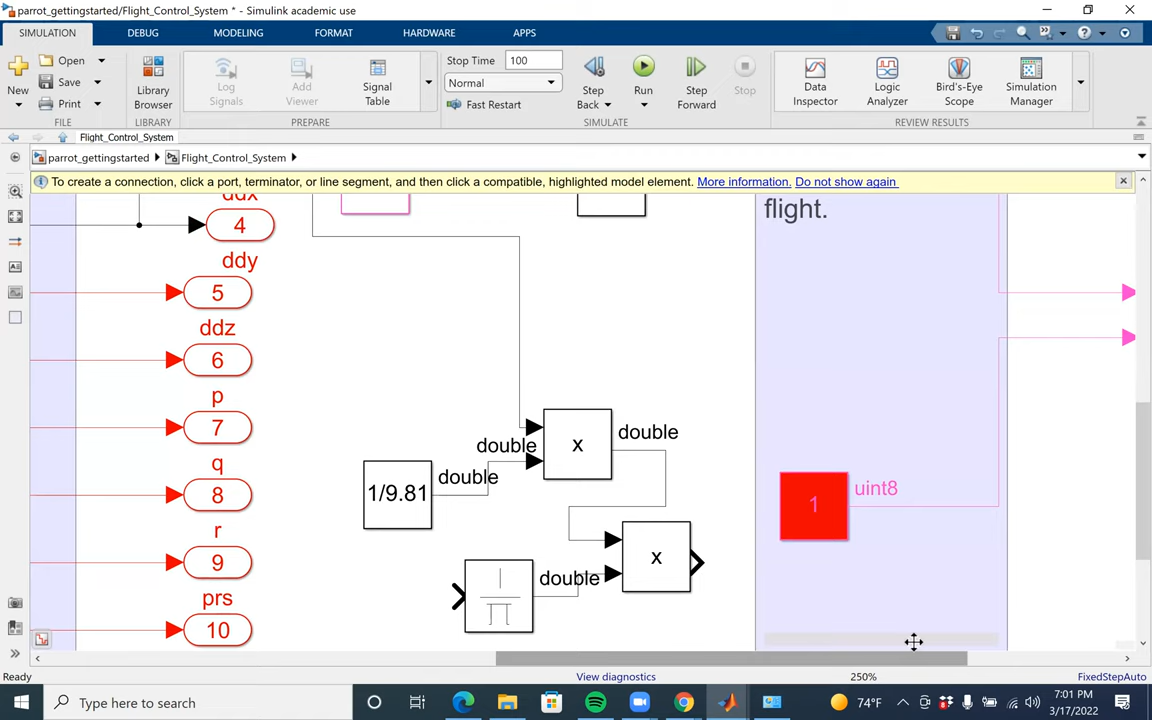 parrot_gettingstarted/Flight_Control_System * - Simulink academic use
SIMULATION DEBUG MODELING FORMAT HARDWARE APPS
New
Open
Save
Print
FILE
Library Browser
LIBRARY
Log Signals
Add Viewer
Signal Table
PREPARE
Stop Time 100
Normal
Fast Restart
Step Back
Run
Step Forward
Stop
SIMULATE
Data Inspector
Logic Analyzer
Bird's-Eye Scope
Simulation Manager
REVIEW RESULTS
Flight_Control_System
parrot_gettingstarted Flight_Control_System
To create a connection, click a port, terminator, or line segment, and then click a compatible, highlighted model element. More information. Do not show again
ddx
4
ddy
5
ddz
6
p
7
q
8
r
9
prs
10
flight.
1/9.81
double
double
x
double
double
x
1
uint8
Ready
View diagnostics
250%
FixedStepAuto
Type here to search
74°F
7:01 PM
3/17/2022